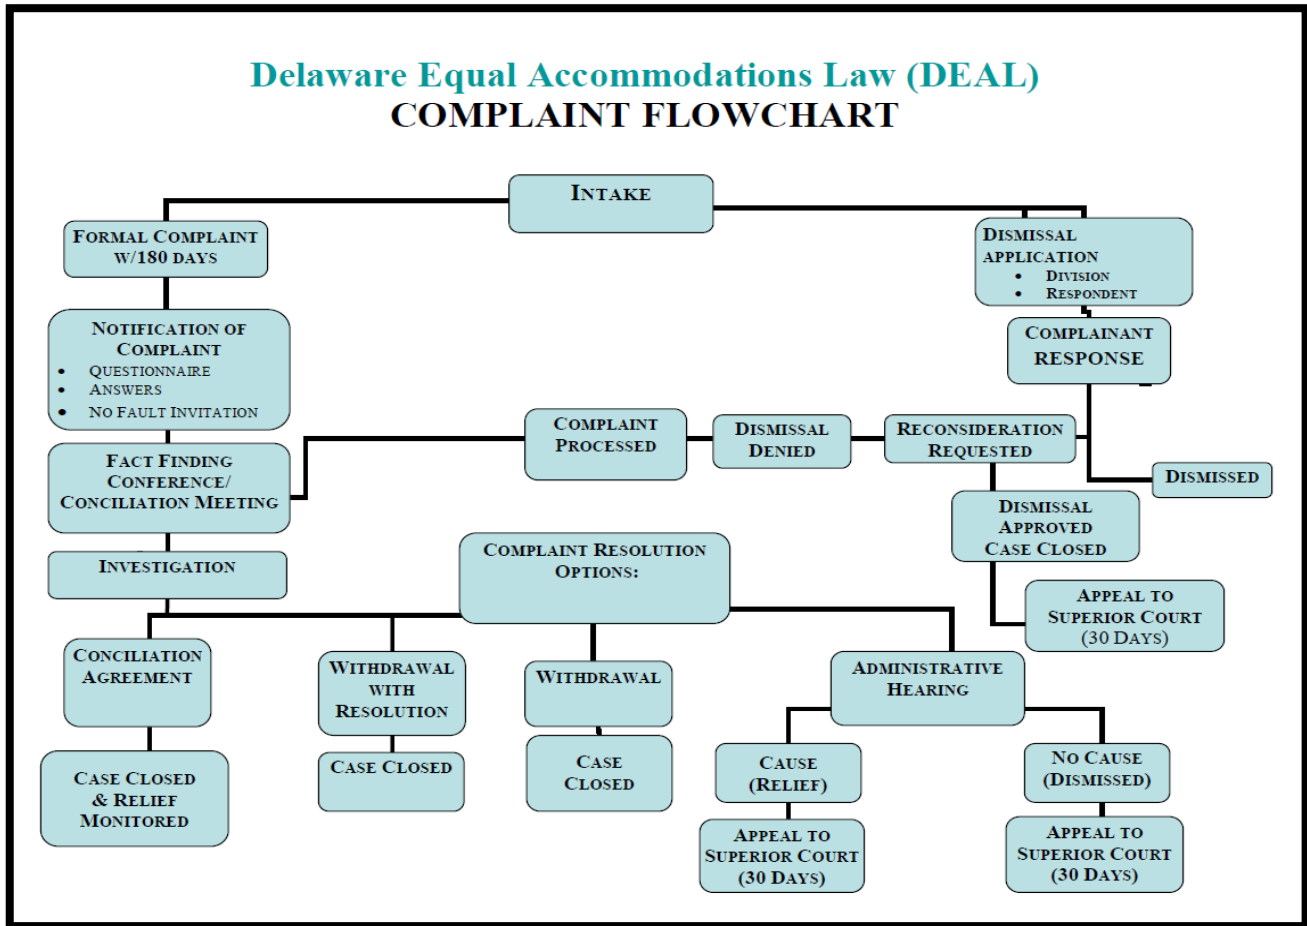 Delaware Equal Accommodations Law (DEAL)
COMPLAINT FLOWCHART
INTAKE
FORMAL COMPLAINT
W/180 DAYS
DISMISSAL
APPLICATION
• DIVISION
• RESPONDENT
NOTIFICATION OF
COMPLAINT
• QUESTIONNAIRE
• ANSWERS
• NO FAULT INVITATION
COMPLAINANT
RESPONSE
COMPLAINT
PROCESSED
DISMISSAL
DENIED
RECONSIDERATION
REQUESTED
DISMISSED
FACT FINDING
CONFERENCE/
CONCILIATION MEETING
DISMISSAL
APPROVED
CASE CLOSED
INVESTIGATION
COMPLAINT RESOLUTION
OPTIONS:
APPEAL TO
SUPERIOR COURT
(30 DAYS)
CONCILIATION
AGREEMENT
WITHDRAWAL
WITH
RESOLUTION
WITHDRAWAL
ADMINISTRATIVE
HEARING
CASE CLOSED
& RELIEF
MONITORED
CASE CLOSED
CASE
CLOSED
CAUSE
(RELIEF)
NO CAUSE
(DISMISSED)
APPEAL TO
SUPERIOR COURT
(30 DAYS)
APPEAL TO
SUPERIOR COURT
(30 DAYS)